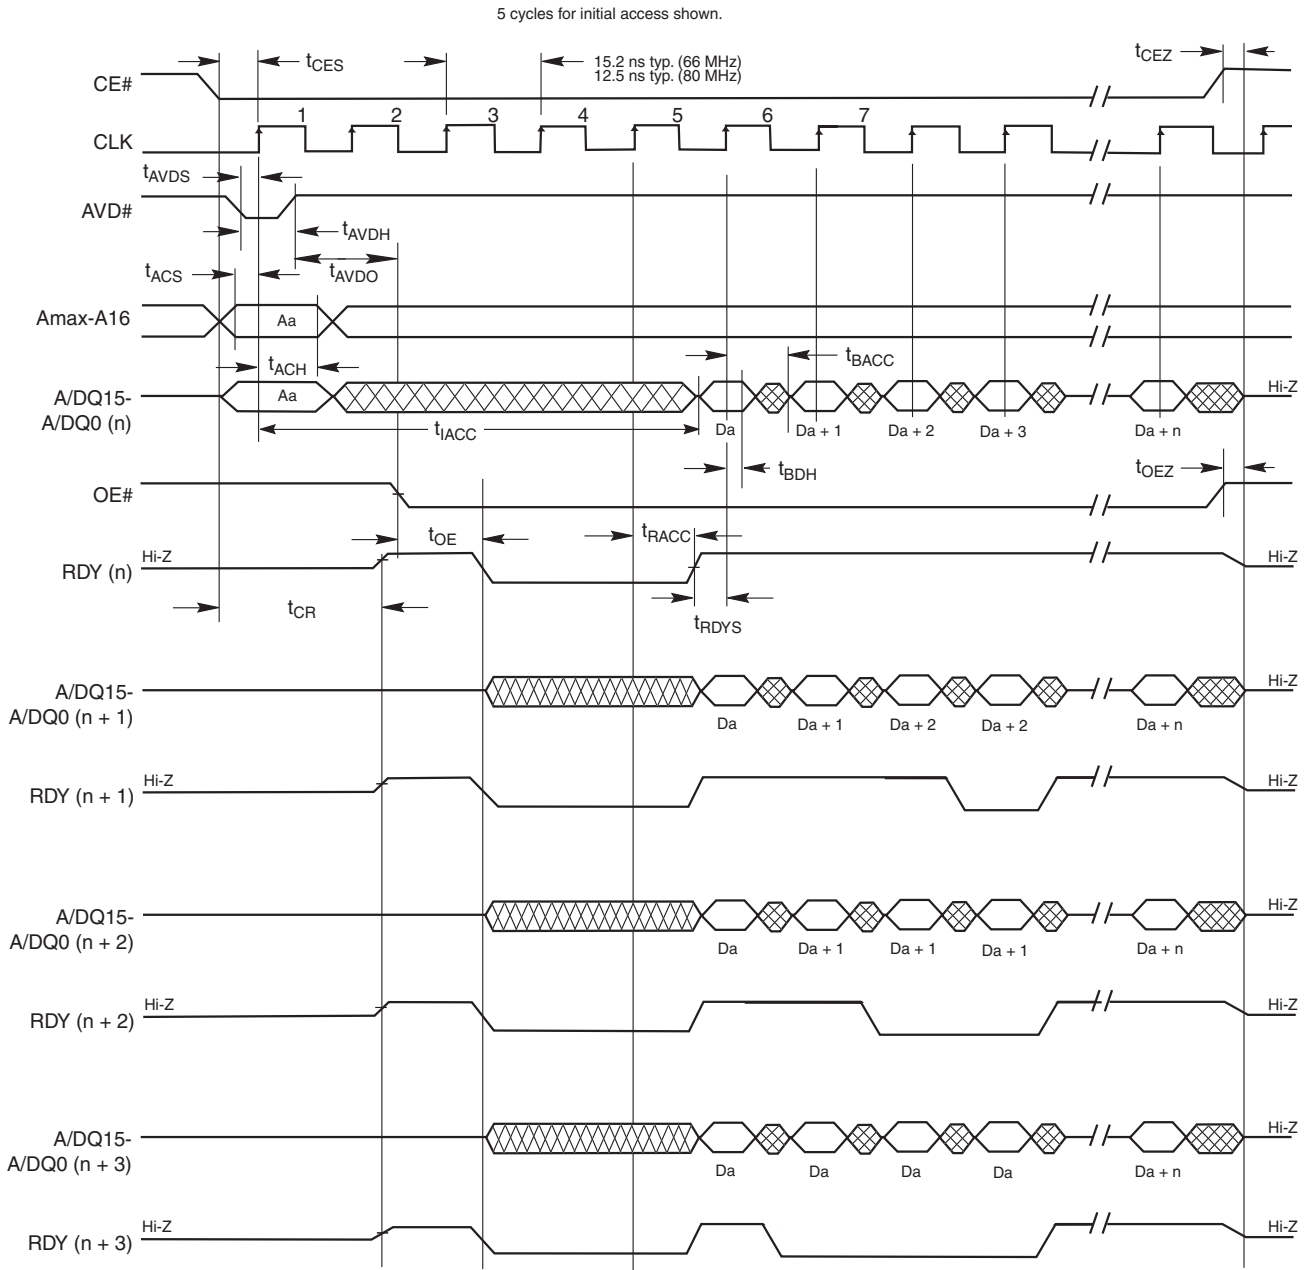 5 cycles for initial access shown.
tCES
15.2 ns typ. (66 MHz)
12.5 ns typ. (80 MHz)
tCEZ
CE#
1 2 3 4 5 6 7
CLK
tAVDS
AVD#
tAVDH
tAVDO
tACS
Amax-A16
Aa
tACH
tBACC
A/DQ15-
A/DQ0 (n)
Aa
Hi-Z
tIACC
Da
Da + 1
Da + 2
Da + 3
Da + n
tBDH
tOEZ
OE#
tOE
tRACC
RDY (n)
Hi-Z
Hi-Z
tCR
tRDYS
A/DQ15-
A/DQ0 (n + 1)
Hi-Z
Da
Da + 1
Da + 2
Da + 2
Da + n
RDY (n + 1)
Hi-Z
Hi-Z
A/DQ15-
A/DQ0 (n + 2)
Hi-Z
Da
Da + 1
Da + 1
Da + 1
Da + n
RDY (n + 2)
Hi-Z
Hi-Z
A/DQ15-
A/DQ0 (n + 3)
Hi-Z
Da
Da
Da
Da
Da + n
RDY (n + 3)
Hi-Z
Hi-Z